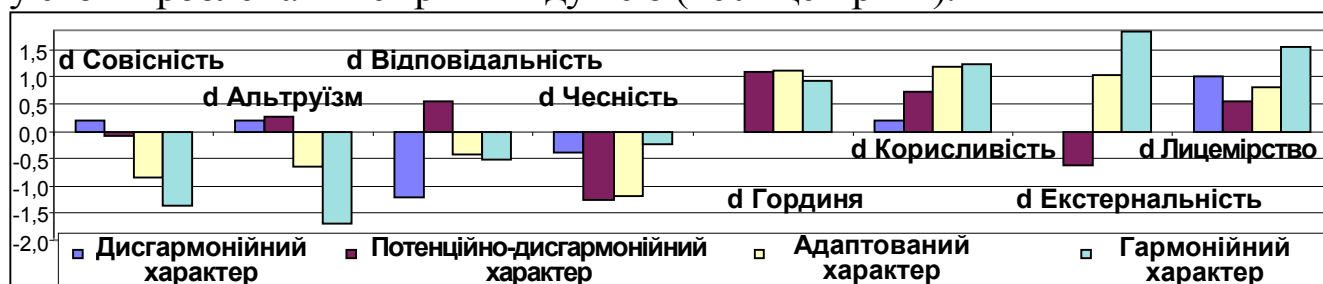 1,5
1,0
0,5
0,0
-0,5
-1,0
-1,5
-2,0
d Совісність
d Відповідальність
d Альтруїзм
d Чесність
d Корисливість
d Лицемірство
d Гординя
d Екстернальність
Дисгармонійний характер
Потенційно-дисгармонійний характер
Адаптований характер
Гармонійний характер